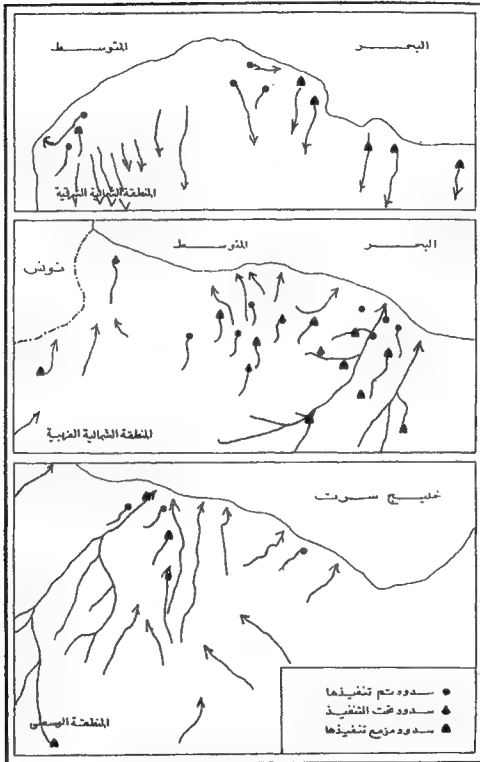 البحر المتوسط
المنطقة الشمالية الشرقية
البحر المتوسط
تونس
المنطقة الشمالية الغربية
خليج سرت
المنطقة الوسطى
سدود تم تنفيذها
سدود تحت التنفيذ
سدود مزمع تنفيذها